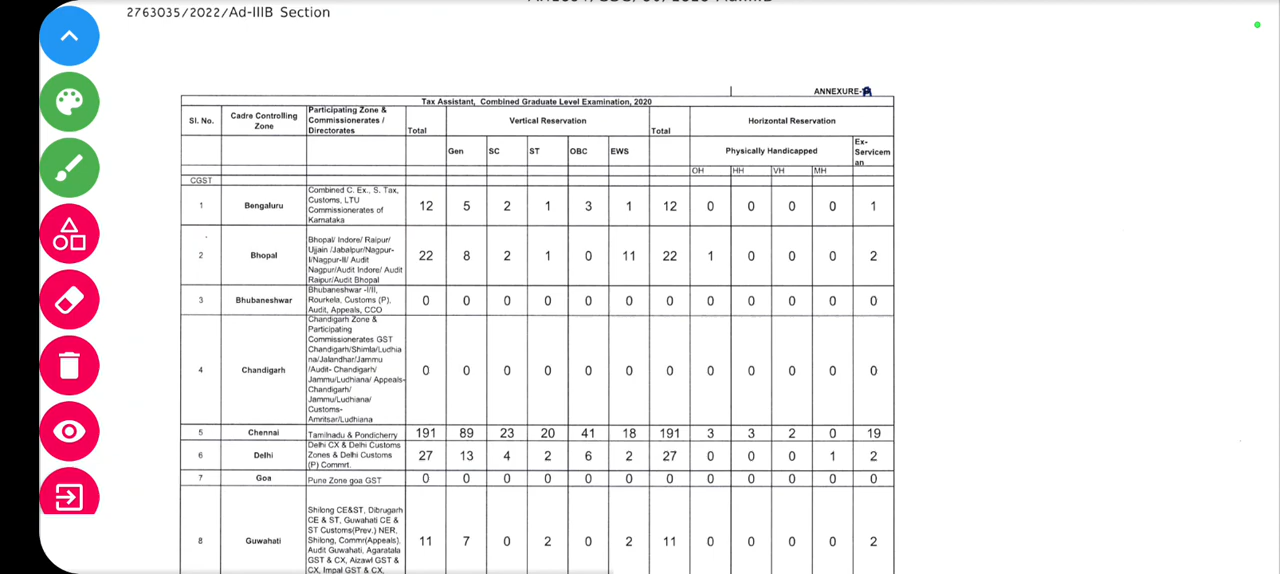 2763035/2022/Ad-IIIB Section
ANNEXURE-A
Tax Assistant, Combined Graduate Level Examination, 2020
Sl. No. Cadre Controlling Zone Participating Zone & Commissionerates / Directorates Total Vertical Reservation Total Horizontal Reservation
Gen SC ST OBC EWS Physically Handicapped Ex-Serviceman
OH HH VH MH
CGST
1 Bengaluru Combined C. Ex., S. Tax, Customs, LTU Commissionerates of Karnataka 12 5 2 1 3 1 12 0 0 0 0 1
2 Bhopal Bhopal/ Indore/ Raipur/ Ujjain /Jabalpur/Nagpur-I/Nagpur-II/ Audit Nagpur/Audit Indore/ Audit Raipur/Audit Bhopal 22 8 2 1 0 11 22 1 0 0 0 2
3 Bhubaneshwar Bhubaneshwar -I/II, Rourkela, Customs (P), Audit, Appeals, CCO 0 0 0 0 0 0 0 0 0 0 0 0
4 Chandigarh Chandigarh Zone & Participating Commissionerates GST Chandigarh/Shimla/Ludhiana/Jalandhar/Jammu /Audit- Chandigarh/ Jammu/Ludhiana/ Appeals- Chandigarh/ Jammu/Ludhiana/ Customs- Amritsar/Ludhiana 0 0 0 0 0 0 0 0 0 0 0 0
5 Chennai Tamilnadu & Pondicherry 191 89 23 20 41 18 191 3 3 2 0 19
6 Delhi Delhi CX & Delhi Customs Zones & Delhi Customs (P) Commrt. 27 13 4 2 6 2 27 0 0 0 1 2
7 Goa Pune Zone goa GST 0 0 0 0 0 0 0 0 0 0 0 0
8 Guwahati Shilong CE&ST, Dibrugarh CE & ST, Guwahati CE & ST Customs(Prev.) NER, Shilong, Commr(Appeals), Audit Guwahati, Agaratala GST & CX, Aizawl GST & CX, Impal GST & CX, 11 7 0 2 0 2 11 0 0 0 0 2